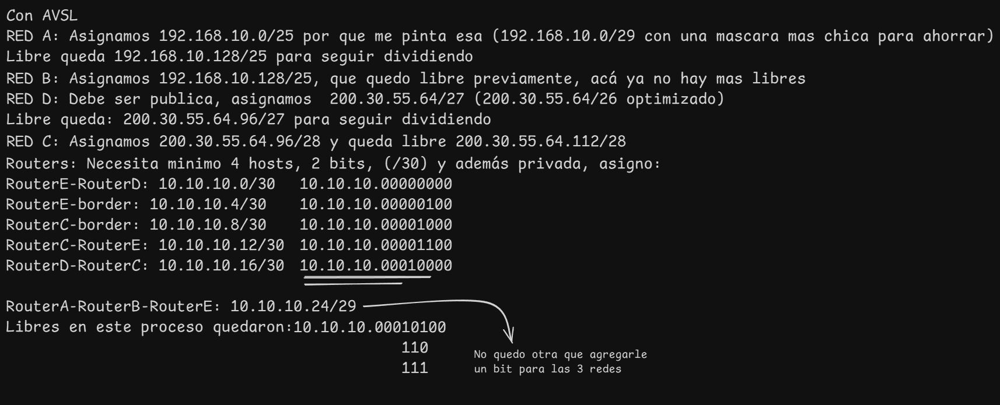 Con AVSL
RED A: Asignamos 192.168.10.0/25 por que me pinta esa (192.168.10.0/29 con una mascara mas chica para ahorrar)
Libre queda 192.168.10.128/25 para seguir dividiendo
RED B: Asignamos 192.168.10.128/25, que quedo libre previamente, acá ya no hay mas libres
RED D: Debe ser publica, asignamos  200.30.55.64/27 (200.30.55.64/26 optimizado)
Libre queda: 200.30.55.64.96/27 para seguir dividiendo
RED C: Asignamos 200.30.55.64.96/28 y queda libre 200.30.55.64.112/28
Routers: Necesita minimo 4 hosts, 2 bits, (/30) y además privada, asigno:
RouterE-RouterD: 10.10.10.0/30   10.10.10.00000000
RouterE-border: 10.10.10.4/30    10.10.10.00000100
RouterC-border: 10.10.10.8/30    10.10.10.00001000
RouterC-RouterE: 10.10.10.12/30  10.10.10.00001100
RouterD-RouterC: 10.10.10.16/30  10.10.10.00010000
RouterA-RouterB-RouterE: 10.10.10.24/29
Libres en este proceso quedaron:10.10.10.00010100
110
111
No quedo otra que agregarle
un bit para las 3 redes